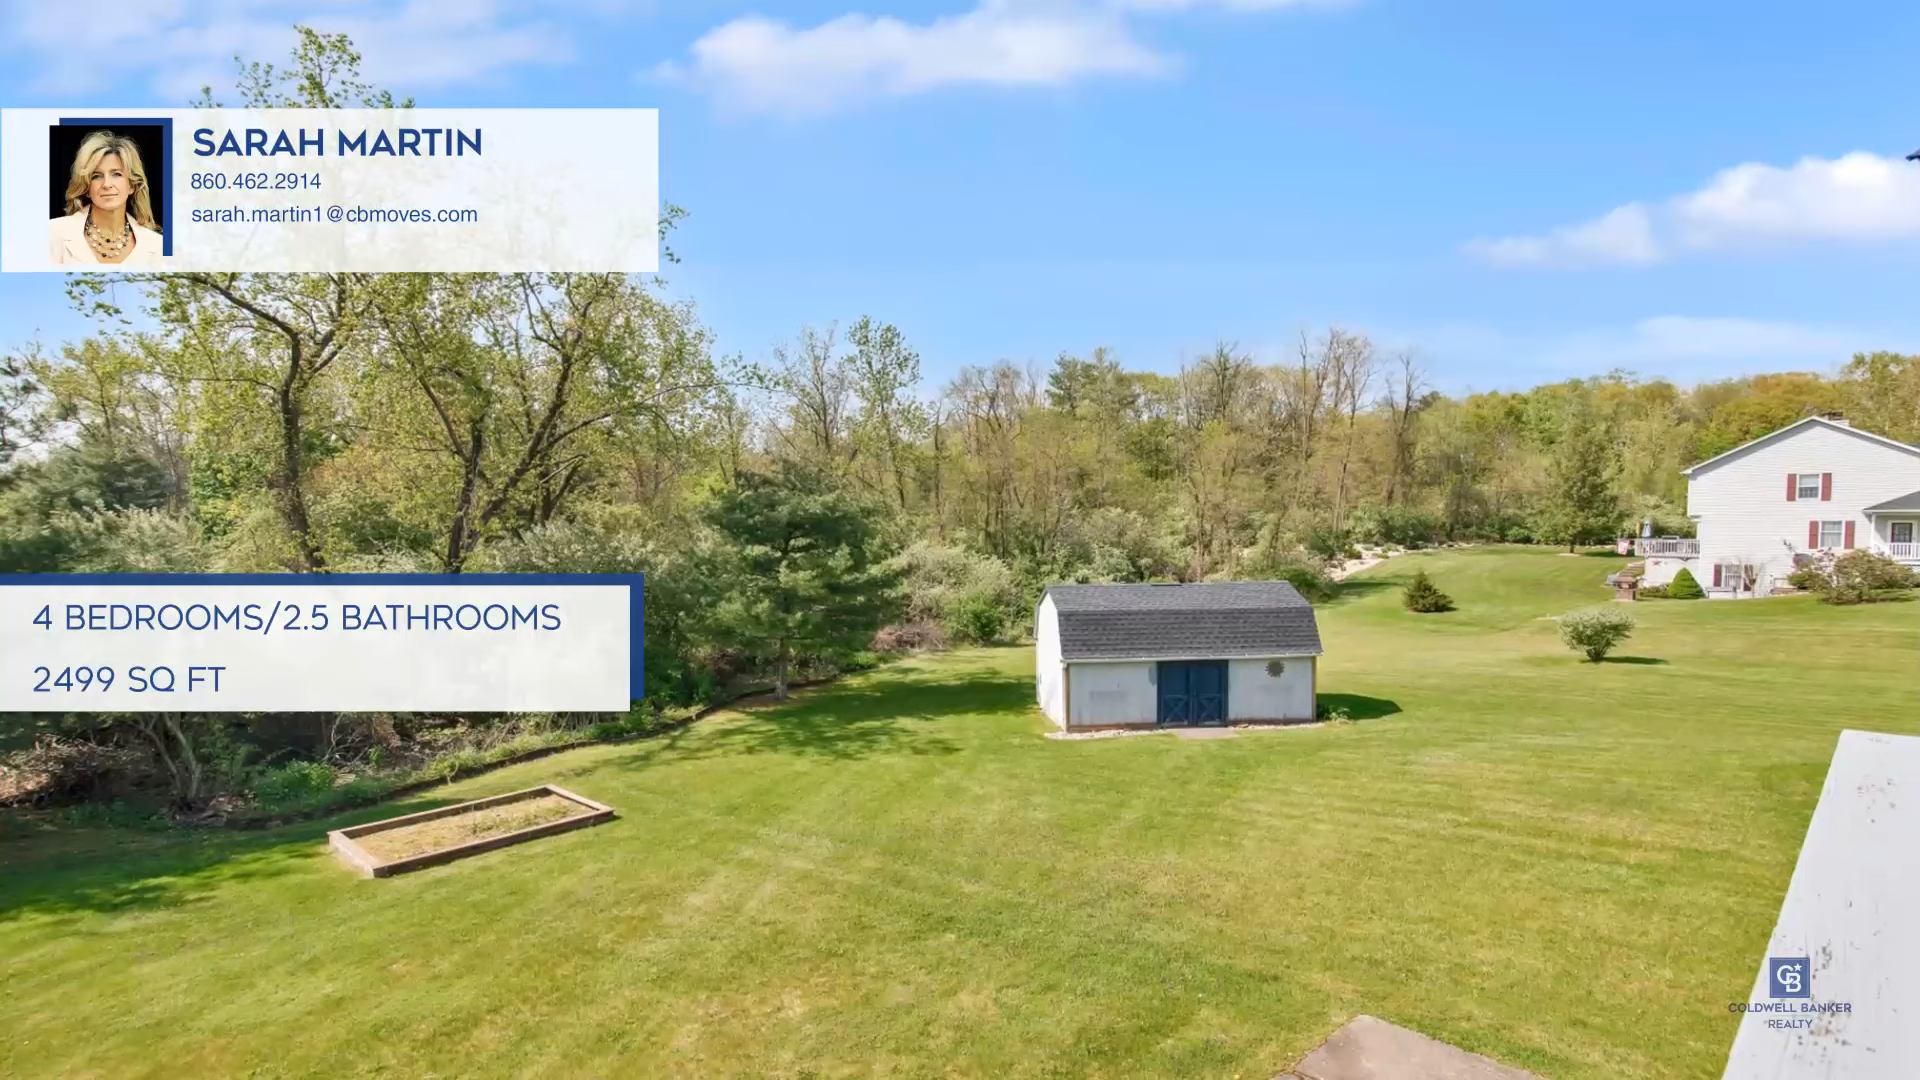 SARAH MARTIN
860.462.2914
sarah.martin1@cbmoves.com
4 BEDROOMS/2.5 BATHROOMS
2499 SQ FT
CB
COLDWELL BANKER
REALTY